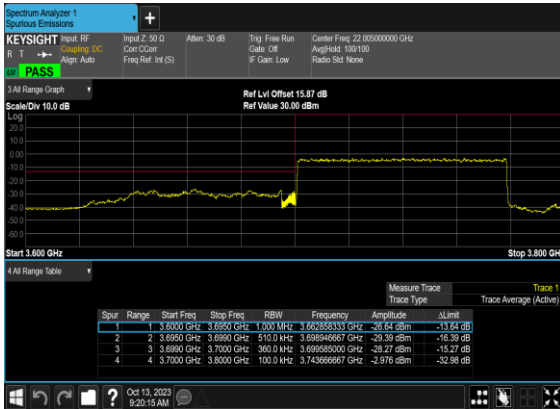 Spectrum Analyzer 1
Spurious Emissions
+
KEYSIGHT Input: RF Input Z: 50 Ω Atten: 30 dB Trig: Free Run Center Freq: 22.005000000 GHz
R T Coupling: DC Corr CCorr Gate: Off Avg|Hold: 100/100
Align: Auto Freq Ref: Int (S) IF Gain: Low Radio Std: None
PASS
3 All Range Graph
Ref Lvl Offset 15.87 dB
Scale/Div 10.0 dB Ref Value 30.00 dBm
Log
20.0
10.0
0.00
-10.0
-20.0
-30.0
-40.0
-50.0
-60.0
Start 3.600 GHz Stop 3.800 GH
4 All Range Table
Measure Trace Trace 1
Trace Type Trace Average (Active)
Spur Range Start Freq Stop Freq RBW Frequency Amplitude ΔLimit
1 1 3.6000 GHz 3.6950 GHz 1.000 MHz 3.662858333 GHz -26.64 dBm -13.64 dB
2 2 3.6950 GHz 3.6990 GHz 510.0 kHz 3.698946667 GHz -29.39 dBm -16.39 dB
3 3 3.6990 GHz 3.7000 GHz 360.0 kHz 3.699585000 GHz -28.27 dBm -15.27 dB
4 4 3.7000 GHz 3.8000 GHz 100.0 kHz 3.743666667 GHz -2.976 dBm -32.98 dB
? Oct 13, 2023
9:20:15 AM